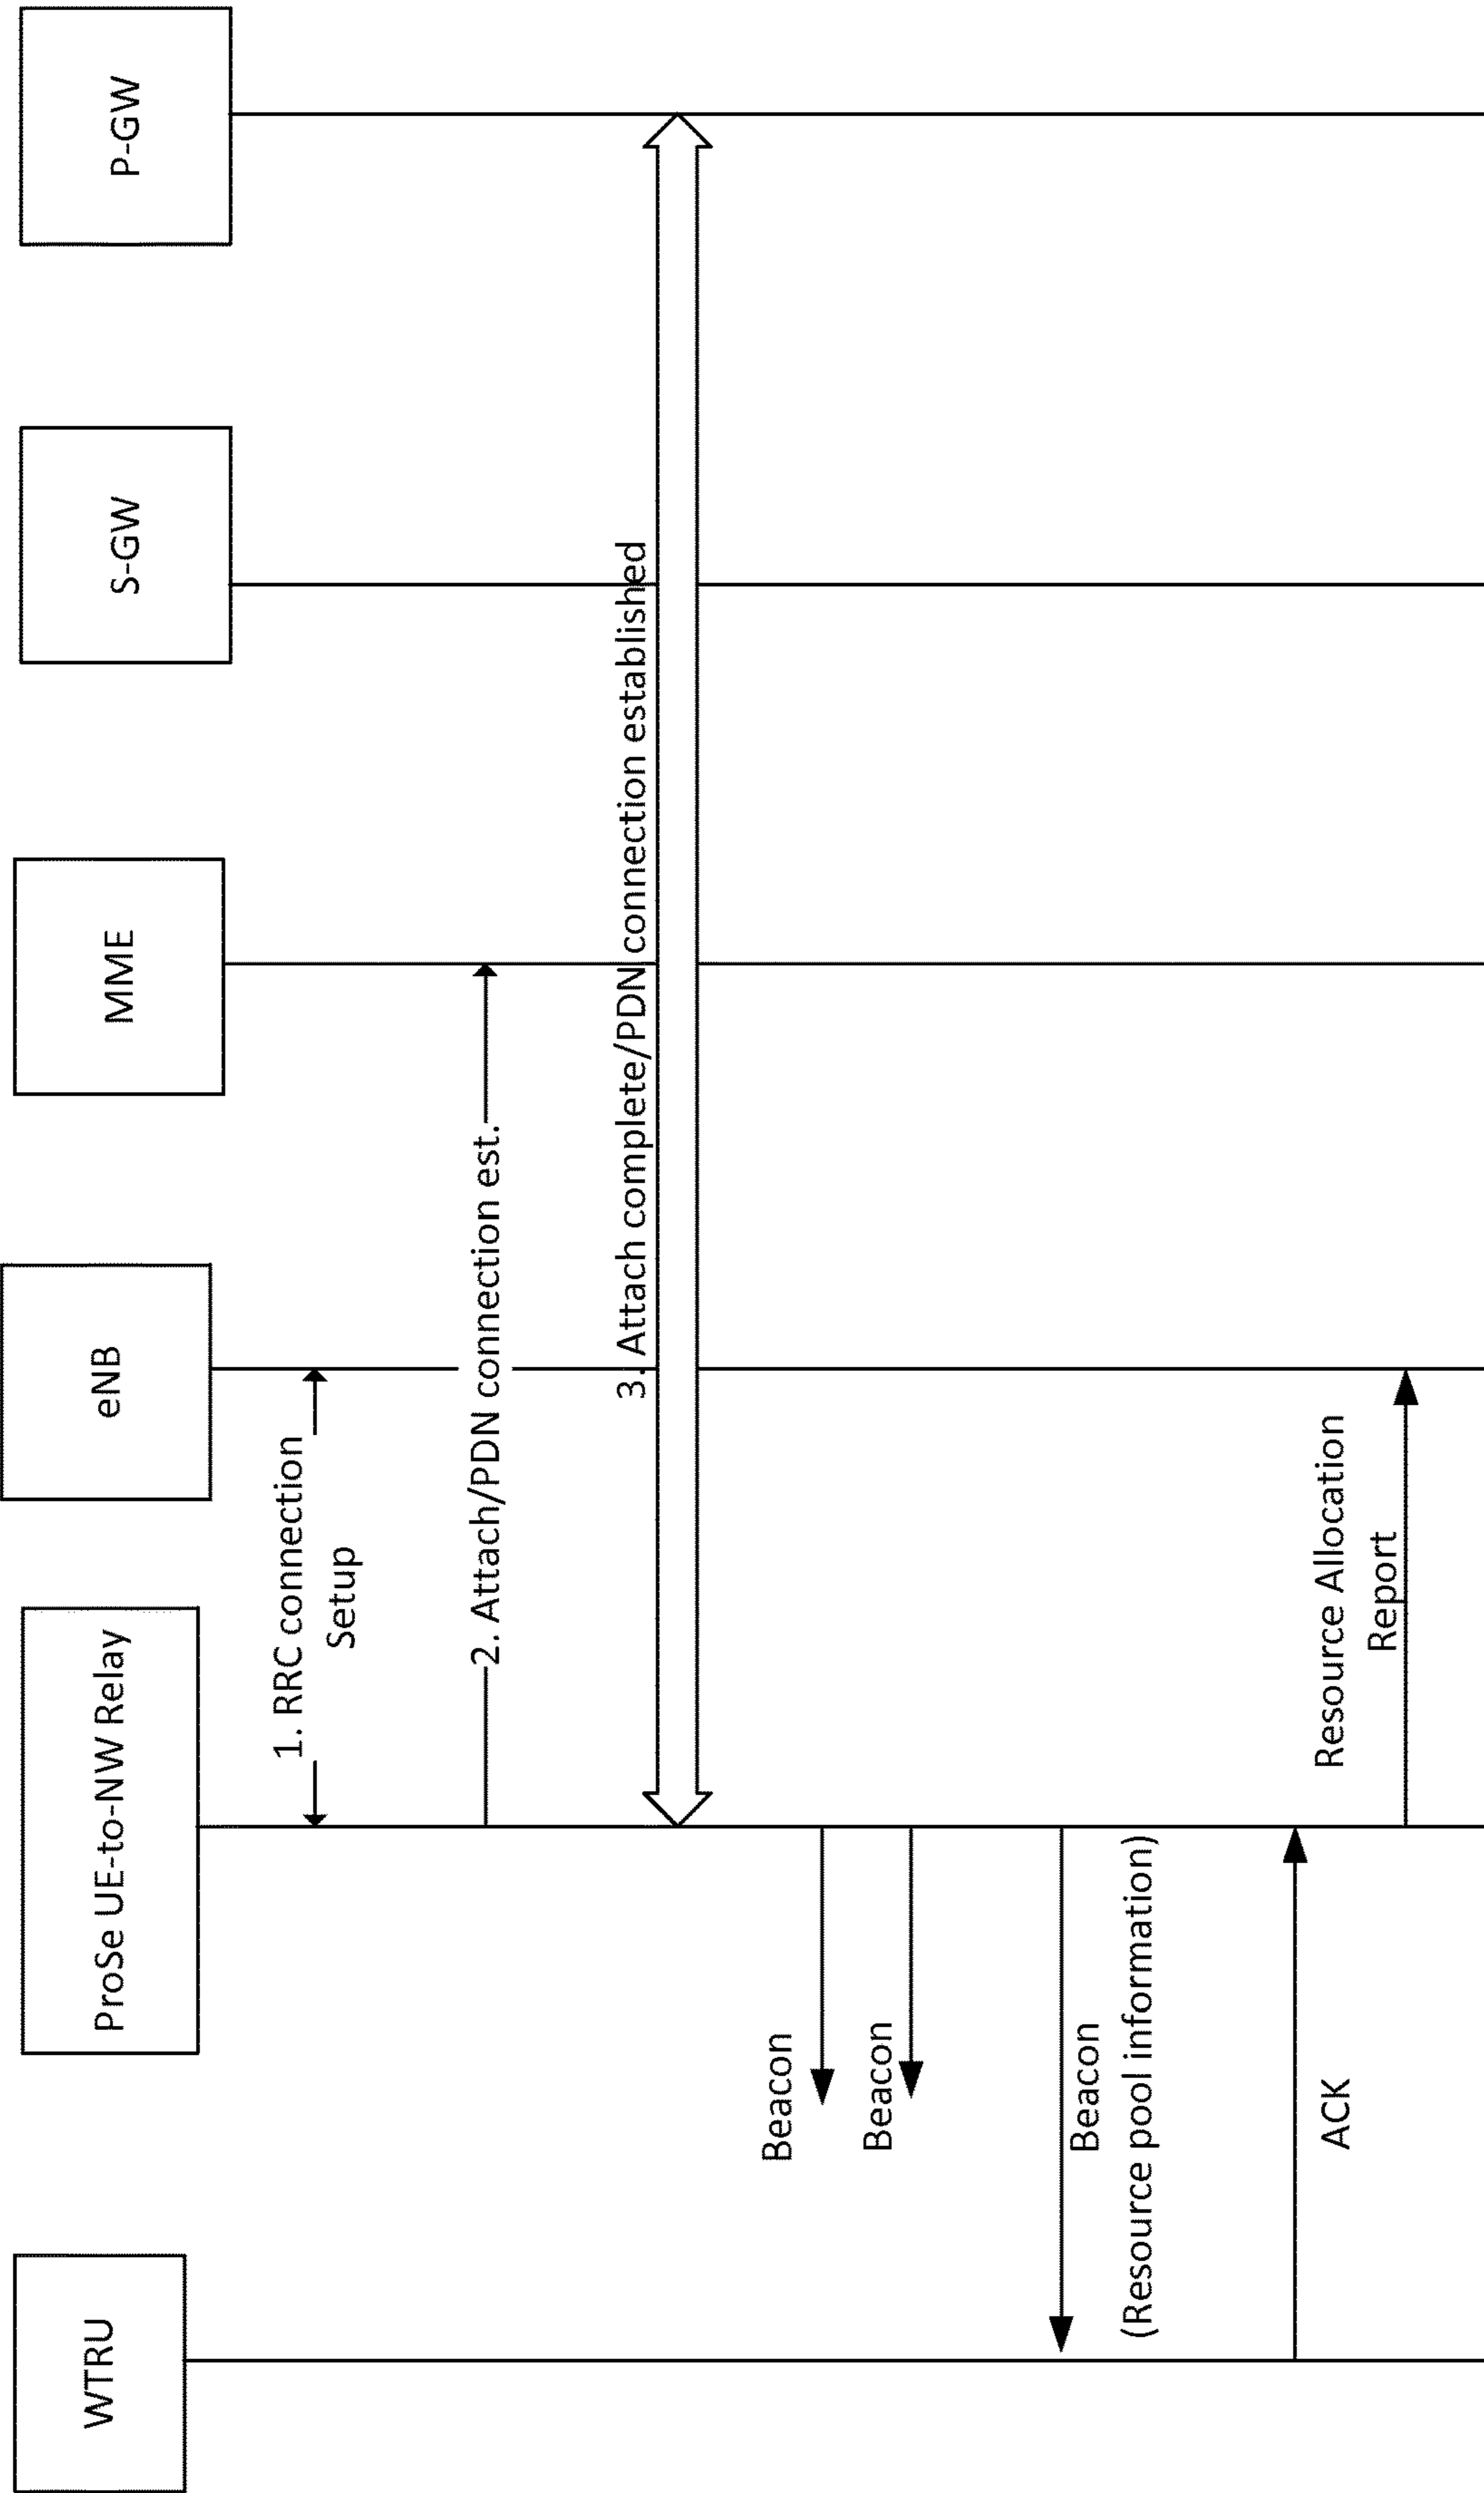 WTRU
ProSe UE-to-NW Relay
eNB
MME
S-GW
P-GW
1. RRC connection
Setup
2. Attach/PDN connection est.
3. Attach complete/PDN connection established
Beacon
Beacon
Beacon
(Resource pool information)
ACK
Resource Allocation
Report